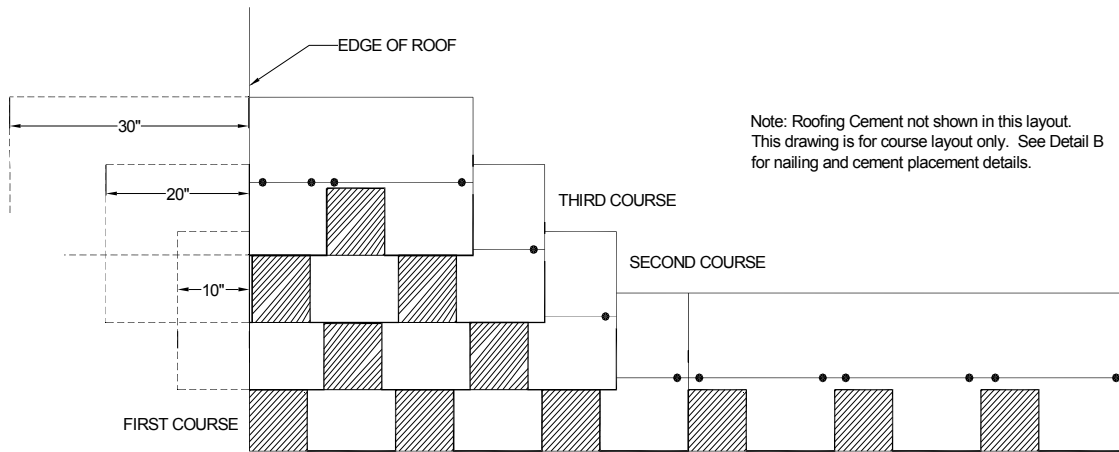 EDGE OF ROOF
30"
Note: Roofing Cement not shown in this layout.
This drawing is for course layout only.  See Detail B
for nailing and cement placement details.
20"
THIRD COURSE
SECOND COURSE
10"
FIRST COURSE